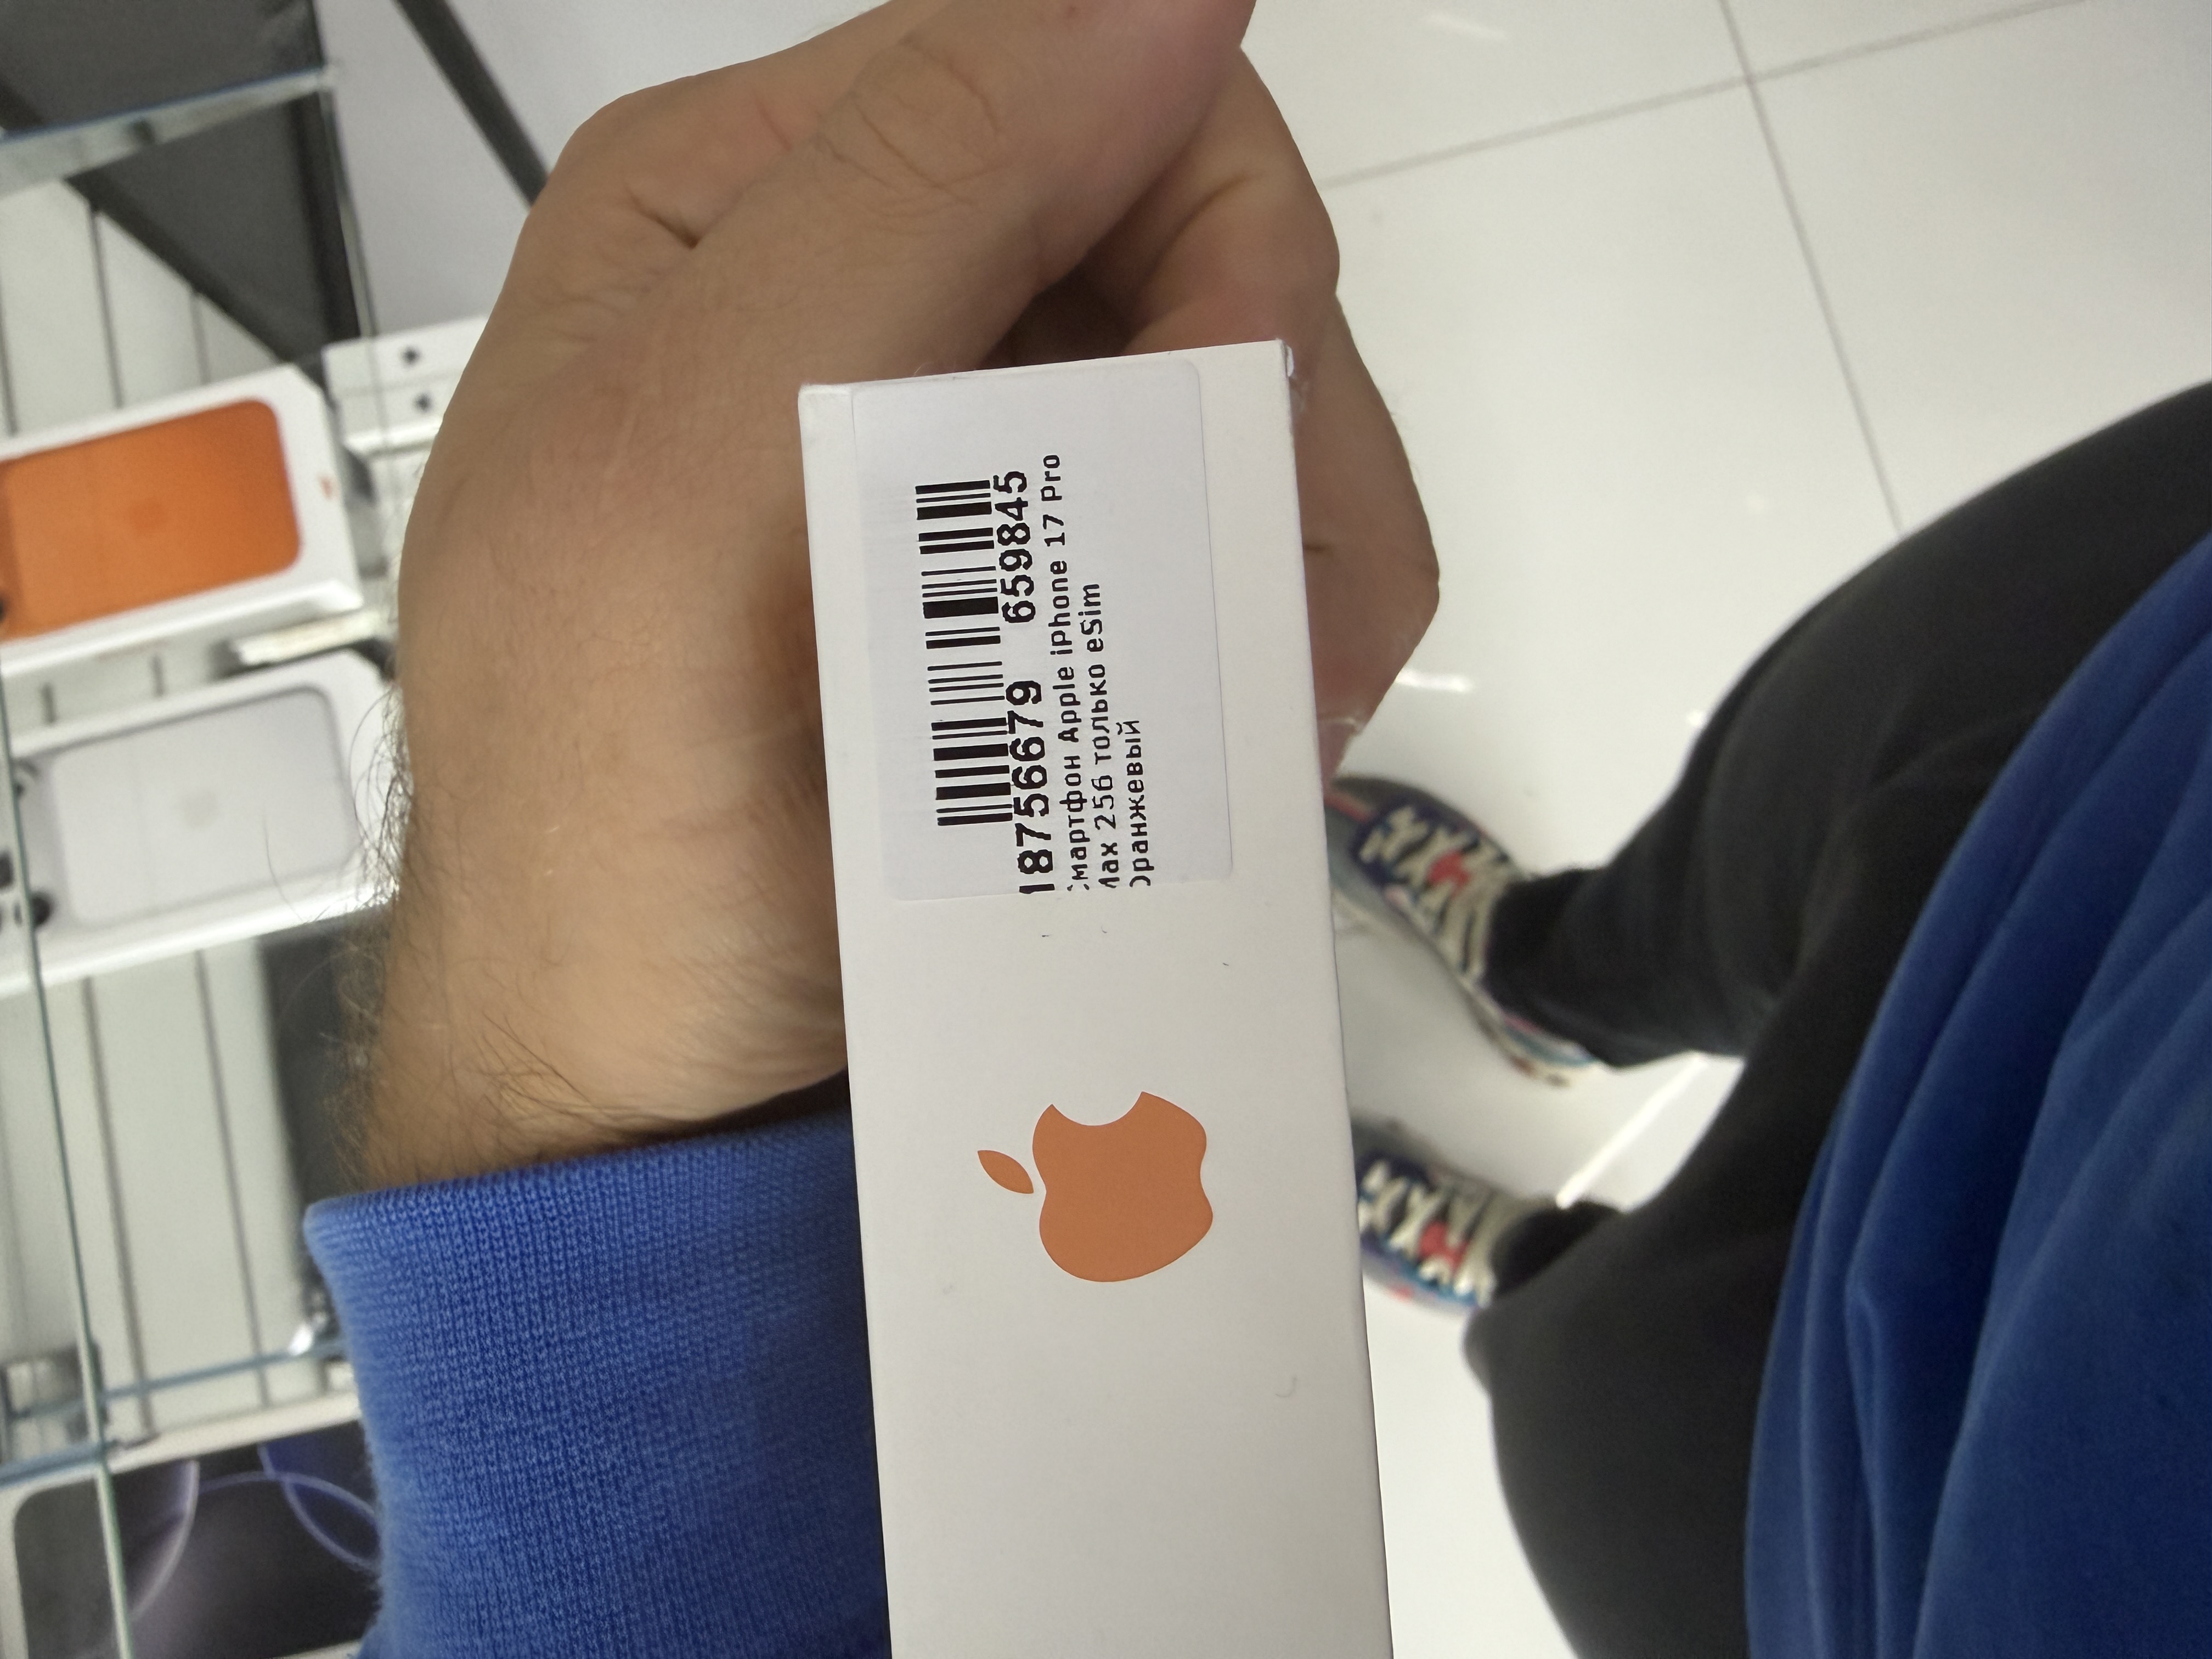 18756679 659845
Смартфон Apple iPhone 17 Pro
Max 256 только eSim
Оранжевый